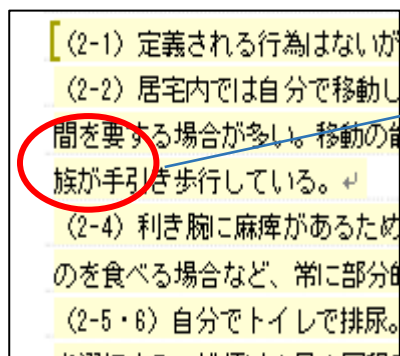 (2-1) 定義される行為はないが
(2-2) 居宅内では自分で移動し
間を要する場合が多い。移動の
族が手引き歩行している。
(2-4) 利き腕に麻痺があるため
のを食べる場合など、常に部分的
(2-5・6) 自分でトイレで排尿。